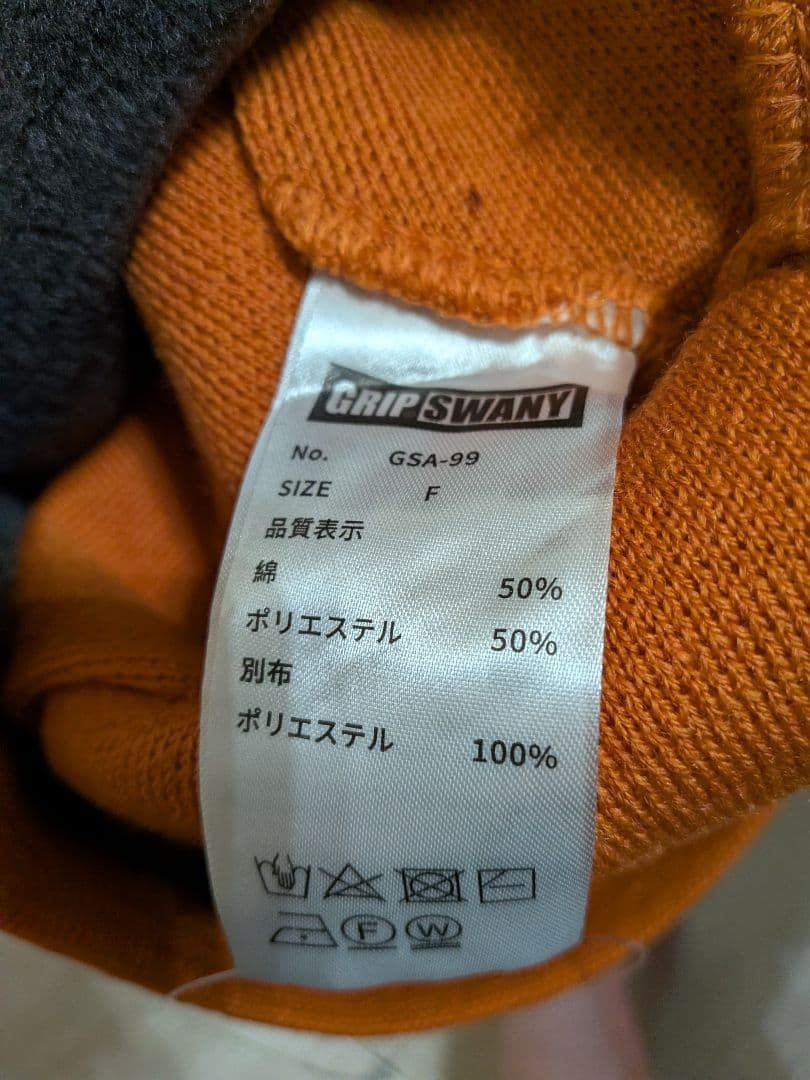 GRIP SWANY
No. GSA-99
SIZE F
品質表示
綿 50%
ポリエステル 50%
別布
ポリエステル 100%
F W